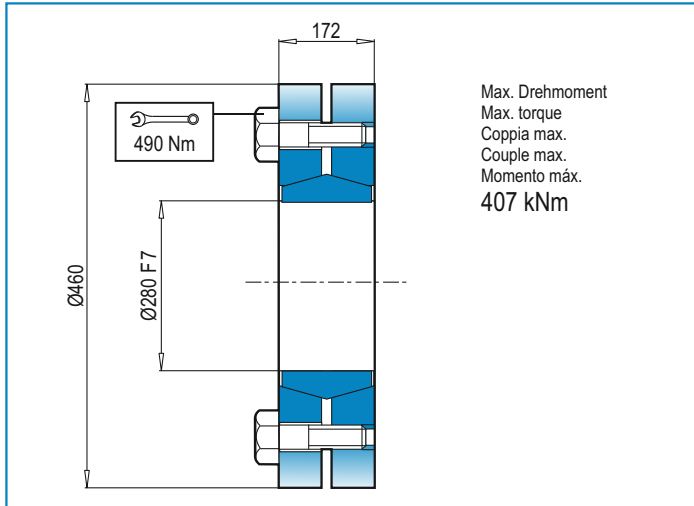 172
490 Nm
Ø460
Ø280 F7
Max. Drehmoment
Max. torque
Coppia max.
Couple max.
Momento máx.
407 kNm